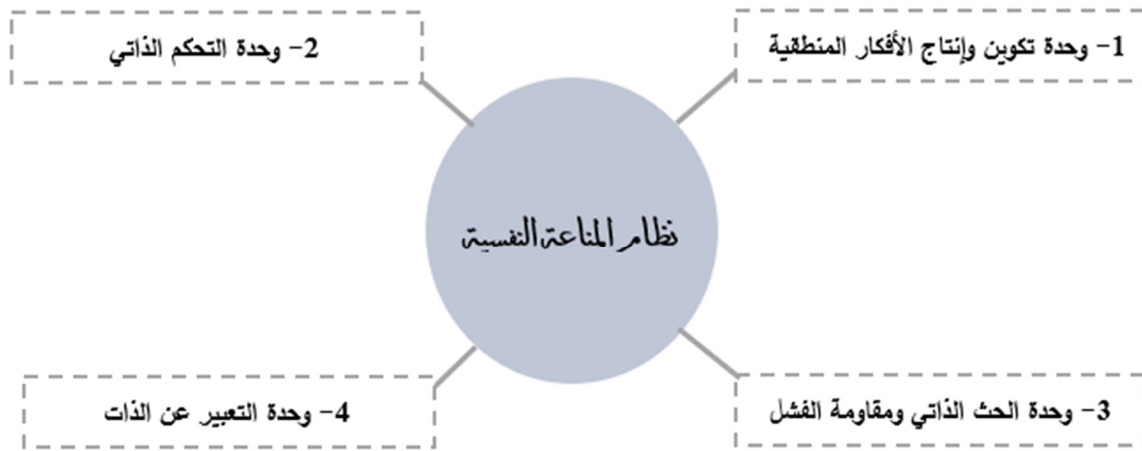 1- وحدة تكوين وإنتاج الأفكار المنطقية
2- وحدة التحكم الذاتي
نظام المناعة النفسية
3- وحدة الحث الذاتي ومقاومة الفشل
4- وحدة التعبير عن الذات